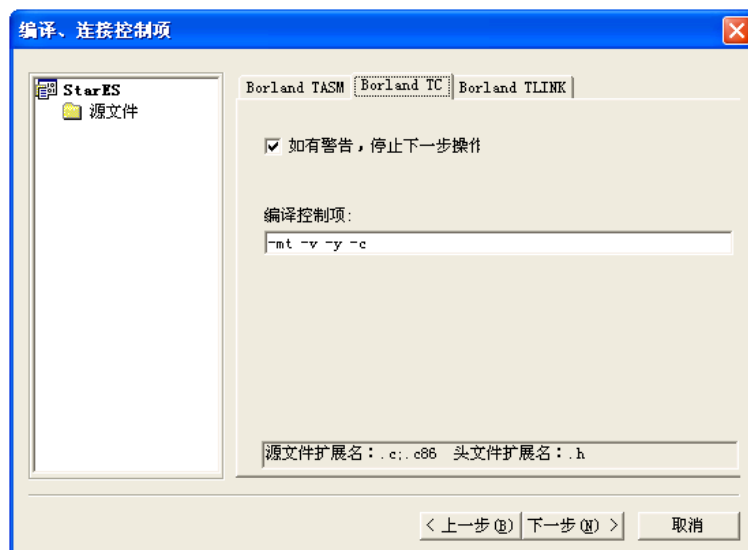 编译、连接控制项
StarES
源文件
Borland TASM Borland TC Borland TLINK
如有警告，停止下一步操作
编译控制项:
-mt -v -y -c
源文件扩展名：.c;.c86 头文件扩展名：.h
< 上一步(B) 下一步(N) > 取消